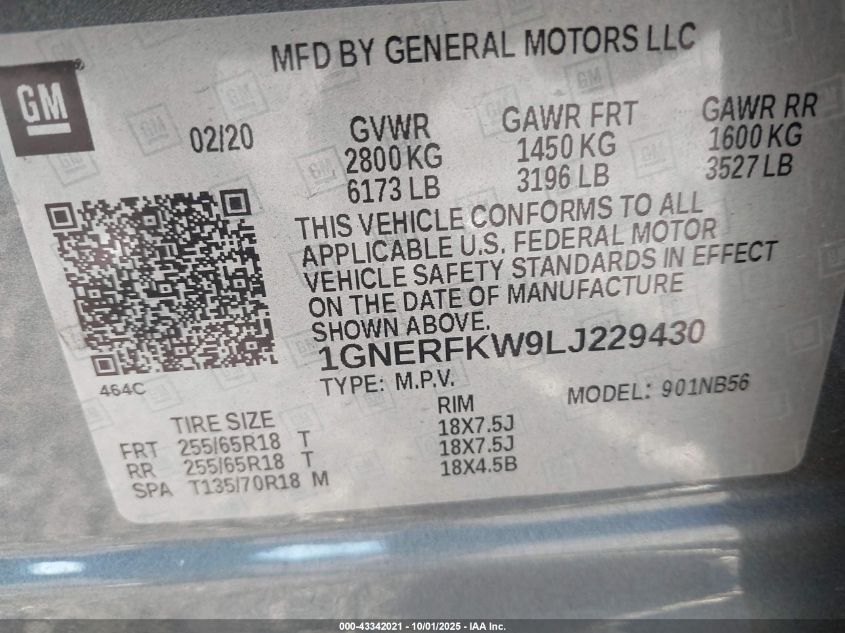 MFD BY GENERAL MOTORS LLC
GM
®
02/20
GVWR
2800 KG
6173 LB
GAWR FRT
1450 KG
3196 LB
GAWR RR
1600 KG
3527 LB
THIS VEHICLE CONFORMS TO ALL
APPLICABLE U.S. FEDERAL MOTOR
VEHICLE SAFETY STANDARDS IN EFFECT
ON THE DATE OF MANUFACTURE
SHOWN ABOVE.
1GNERFKW9LJ229430
TYPE: M.P.V.
MODEL: 901NB56
464C
TIRE SIZE
RIM
FRT 255/65R18 T 18X7.5J
RR 255/65R18 T 18X7.5J
SPA T135/70R18 M 18X4.5B
000-43342021 - 10/01/2025 - IAA Inc.